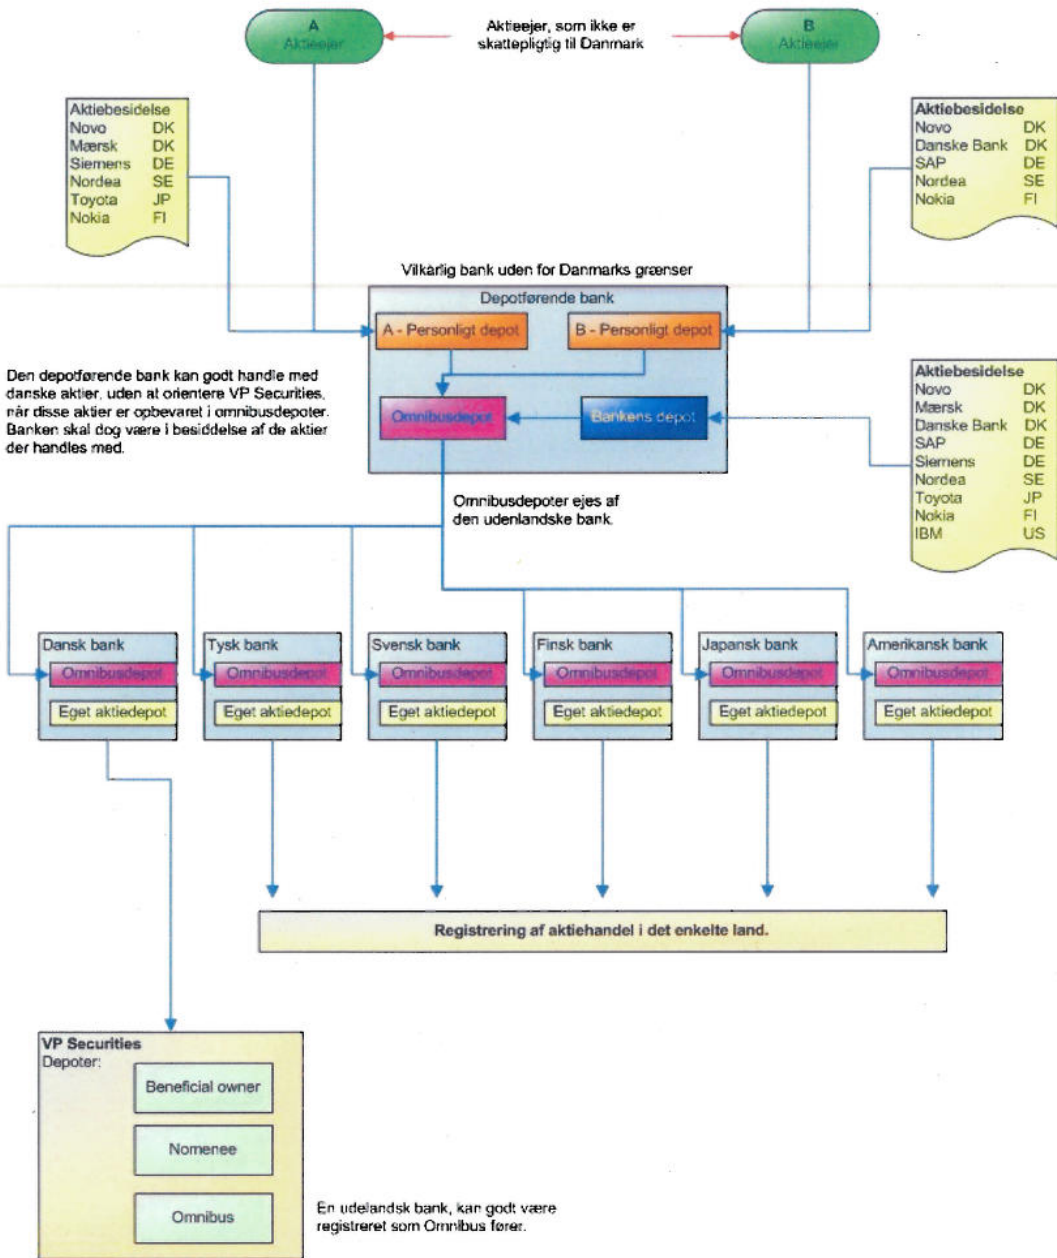 A
Aktieejer
Aktieejer, som ikke er
skattepligtig til Danmark
B
Aktieejer
Aktiebesidelse
Novo DK
Mærsk DK
Siemens DE
Nordea SE
Toyota JP
Nokia FI
Aktiebesidelse
Novo DK
Danske Bank DK
SAP DE
Nordea SE
Nokia FI
Vilkårlig bank uden for Danmarks grænser
Depotførende bank
A - Personligt depot
B - Personligt depot
Omnibusdepot
Bankens depot
Den depotførende bank kan godt handle med
danske aktier, uden at orientere VP Securities,
når disse aktier er opbevaret i omnibusdepoter.
Banken skal dog være i besiddelse af de aktier
der handles med.
Aktiebesidelse
Novo DK
Mærsk DK
Danske Bank DK
SAP DE
Siemens DE
Nordea SE
Toyota JP
Nokia FI
IBM US
Omnibusdepoter ejes af
den udenlandske bank.
Dansk bank
Omnibusdepot
Eget aktiedepot
Tysk bank
Omnibusdepot
Eget aktiedepot
Svensk bank
Omnibusdepot
Eget aktiedepot
Finsk bank
Omnibusdepot
Eget aktiedepot
Japansk bank
Omnibusdepot
Eget aktiedepot
Amerikansk bank
Omnibusdepot
Eget aktiedepot
Registrering af aktiehandel i det enkelte land.
VP Securities
Depoter:
Beneficial owner
Nomenee
Omnibus
En udelandsk bank, kan godt være
registreret som Omnibus fører.